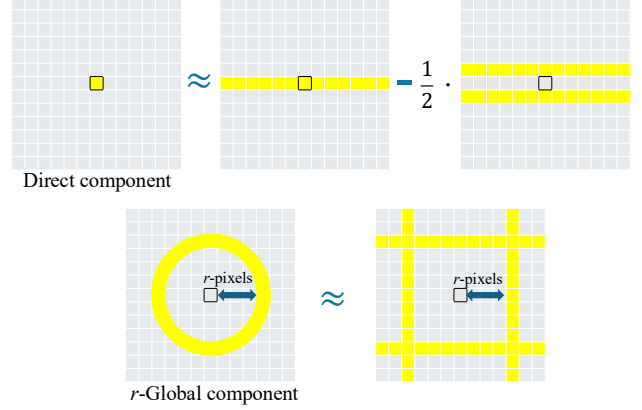 ≈ − 1/2 ·
Direct component
r-pixels ≈ r-pixels
r-Global component